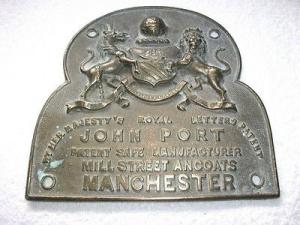 BY HER MAJESTY'S ROYAL LETTERS PATENT
JOHN PORT
PATENT SAFE MANUFACTURER
MILL STREET ANCOATS
MANCHESTER